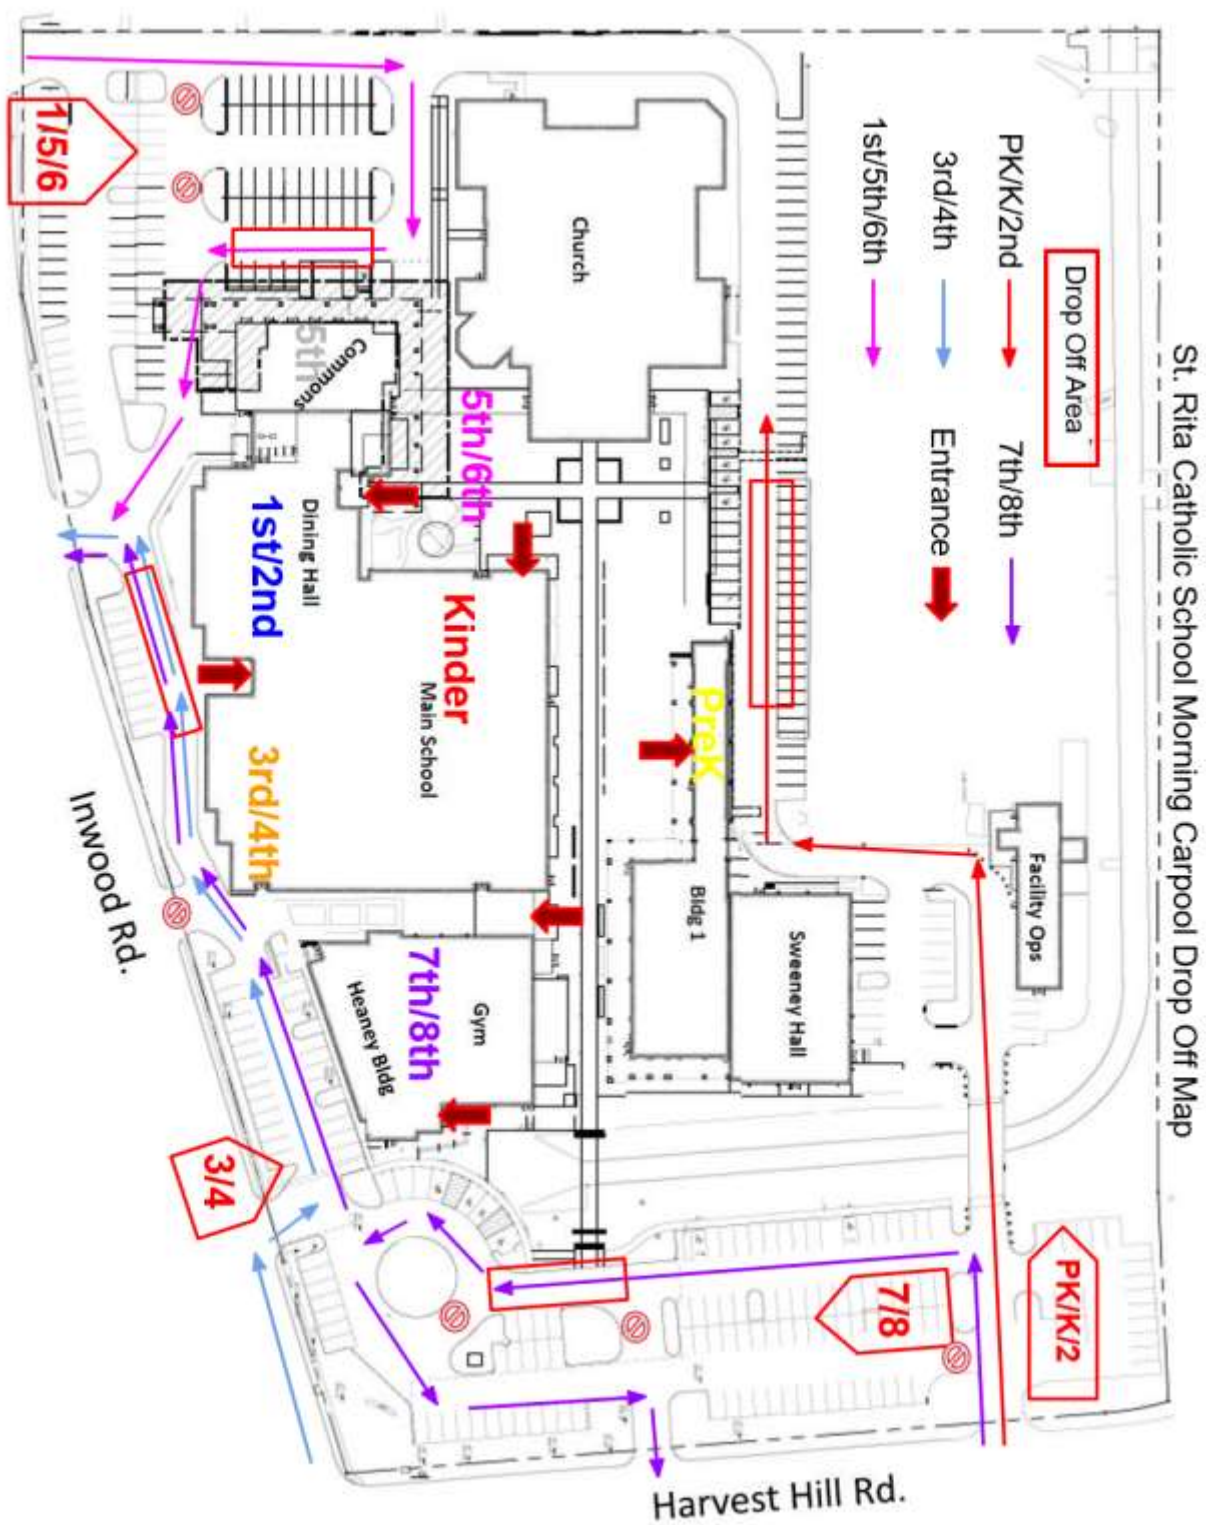 St. Rita Catholic School Morning Carpool Drop Off Map
Drop Off Area
PK/K/2nd
7th/8th
3rd/4th
Entrance
1st/5th/6th
Church
Facility Ops
Sweeney Hall
Bldg 1
PreK
5th/6th
Kinder
Main School
Commons
5th
Dining Hall
1st/2nd
3rd/4th
Gym
7th/8th
Heaney Bldg
1/5/6
3/4
7/8
PK/K/2
Inwood Rd.
Harvest Hill Rd.